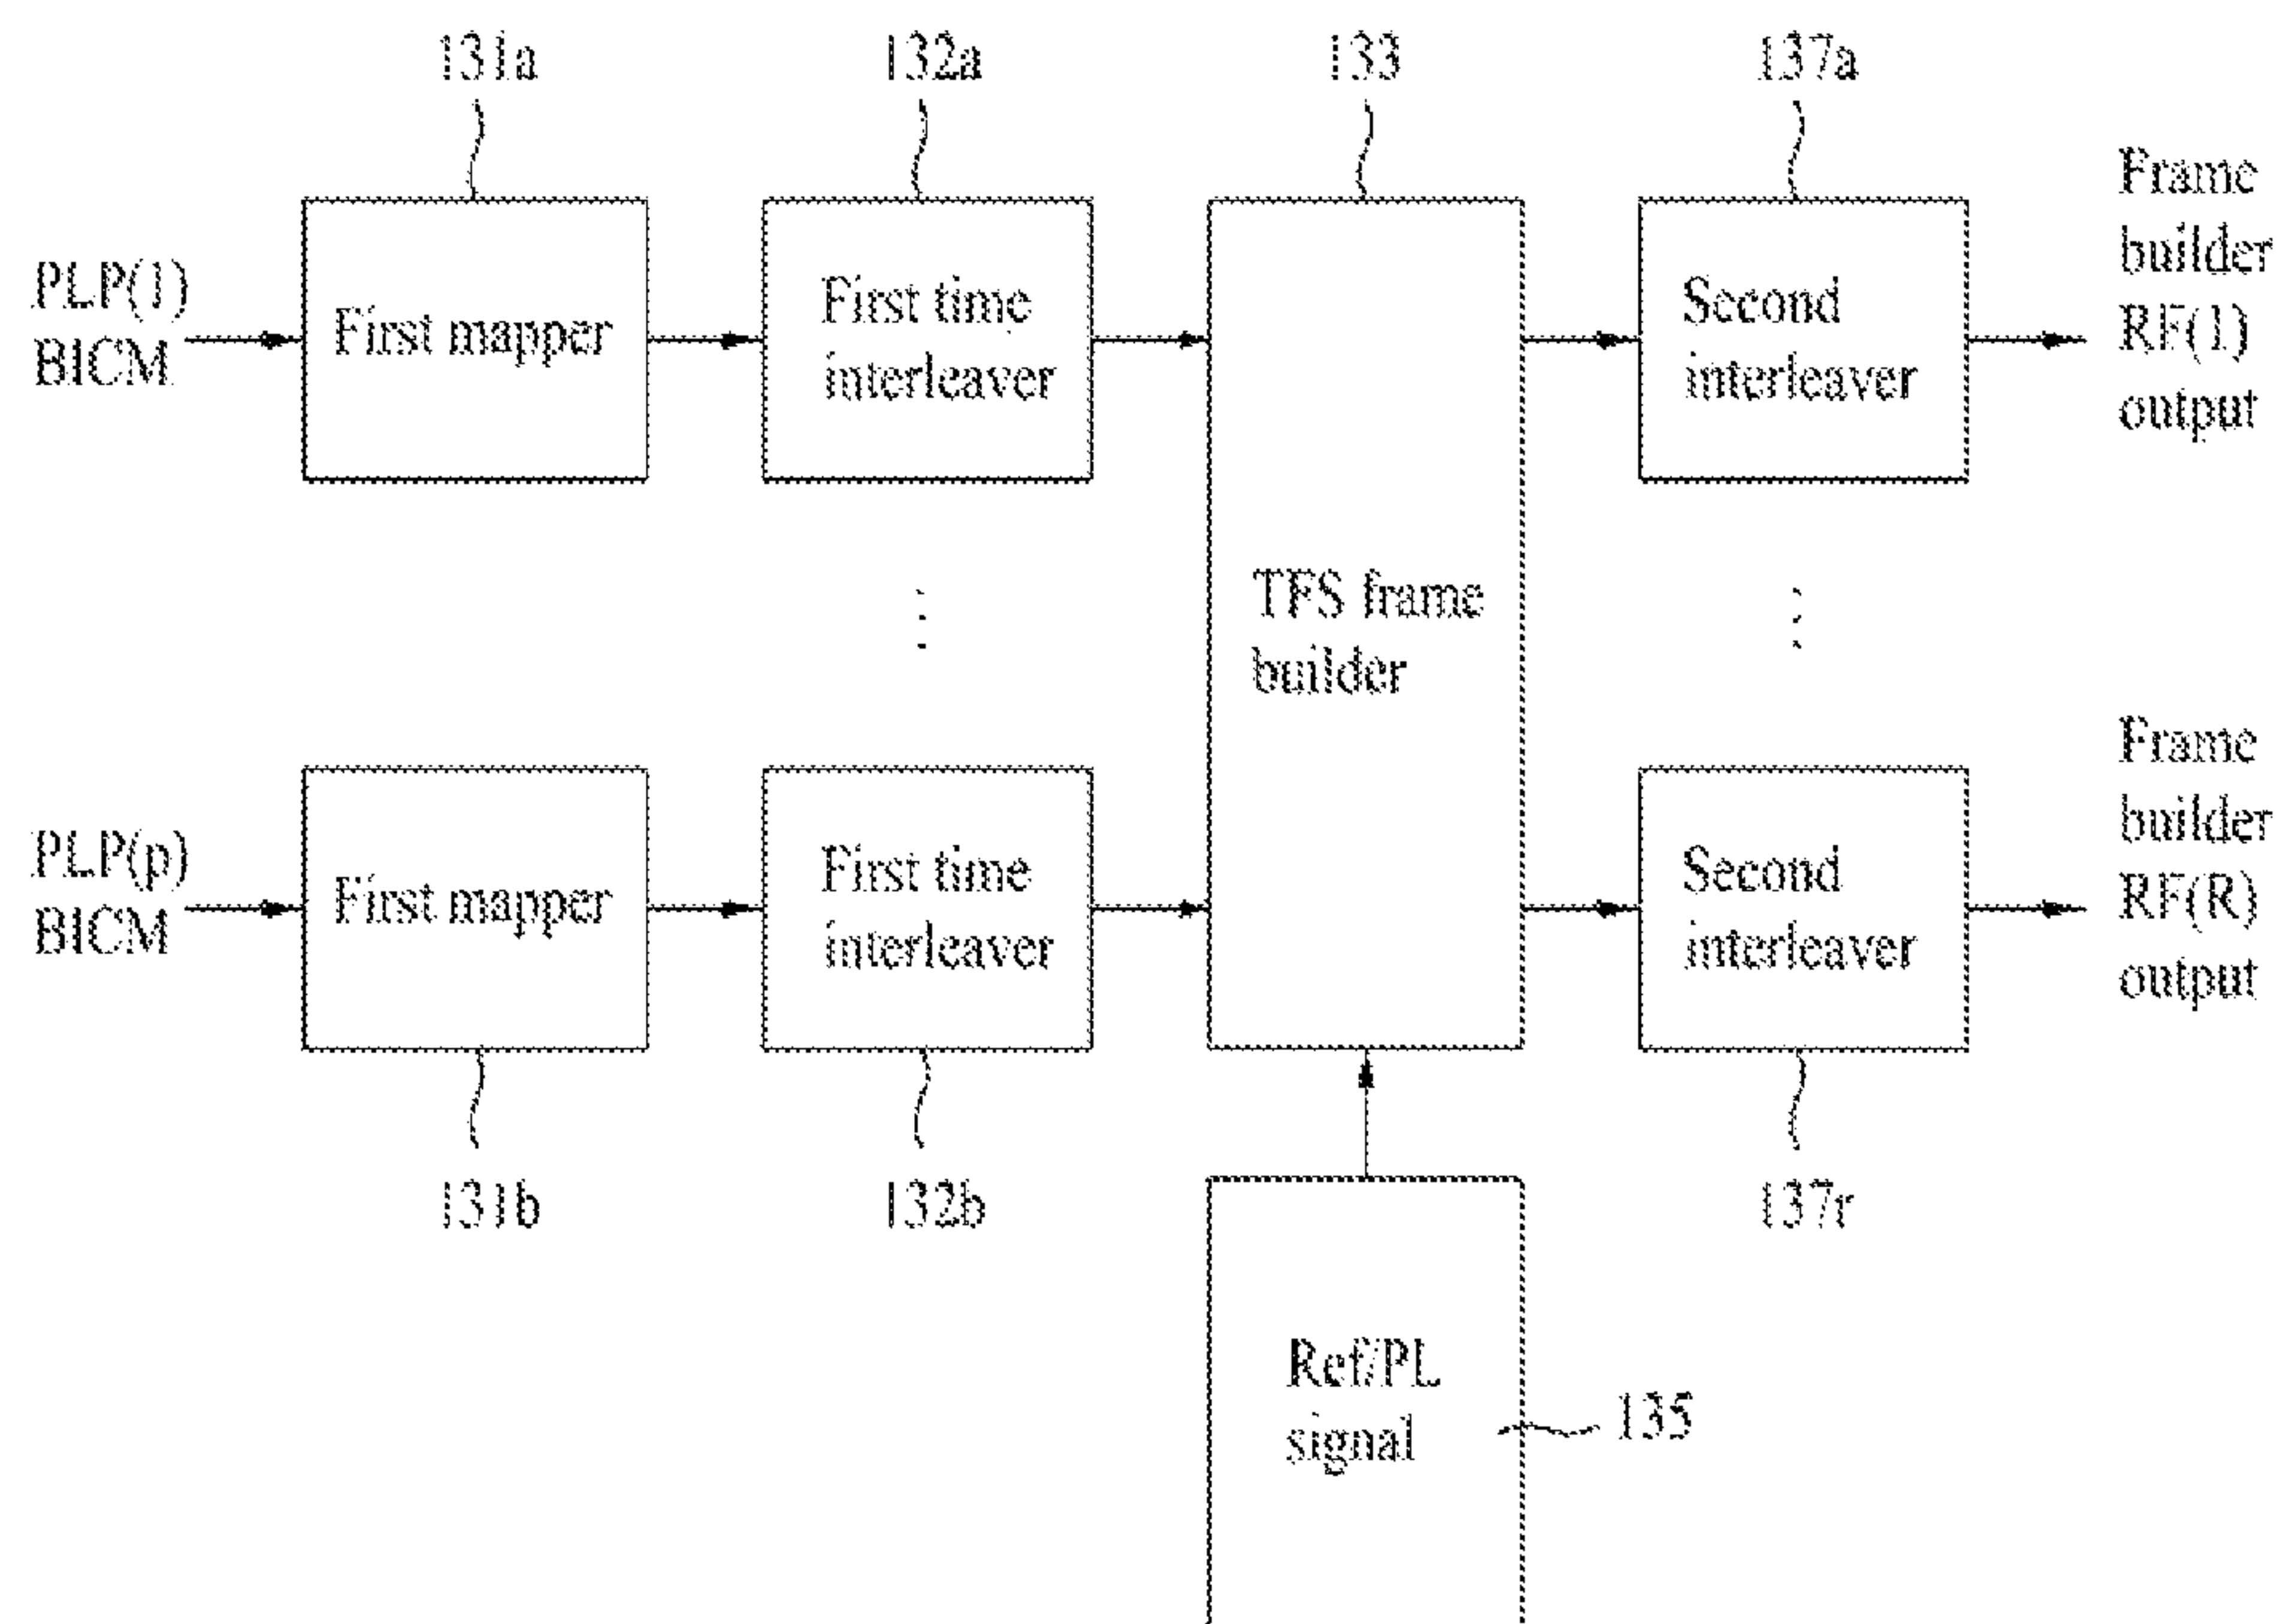 131a
132a
133
137a
PLP(1)
BICM
First mapper
First time
interleaver
TFS frame
builder
Second
interleaver
Frame
builder
RF(1)
output
PLP(p)
BICM
First mapper
First time
interleaver
Second
interleaver
Frame
builder
RF(R)
output
131b
132b
137r
Ref/PL
signal
135